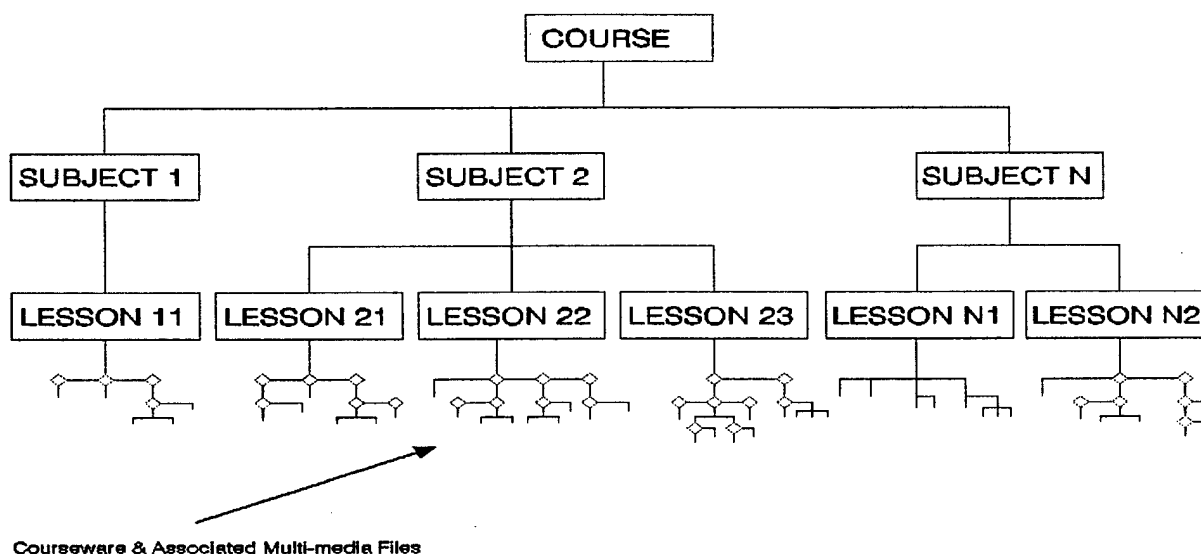 COURSE
SUBJECT 1
SUBJECT 2
SUBJECT N
LESSON 11
LESSON 21
LESSON 22
LESSON 23
LESSON N1
LESSON N2
Courseware & Associated Multi-media Files